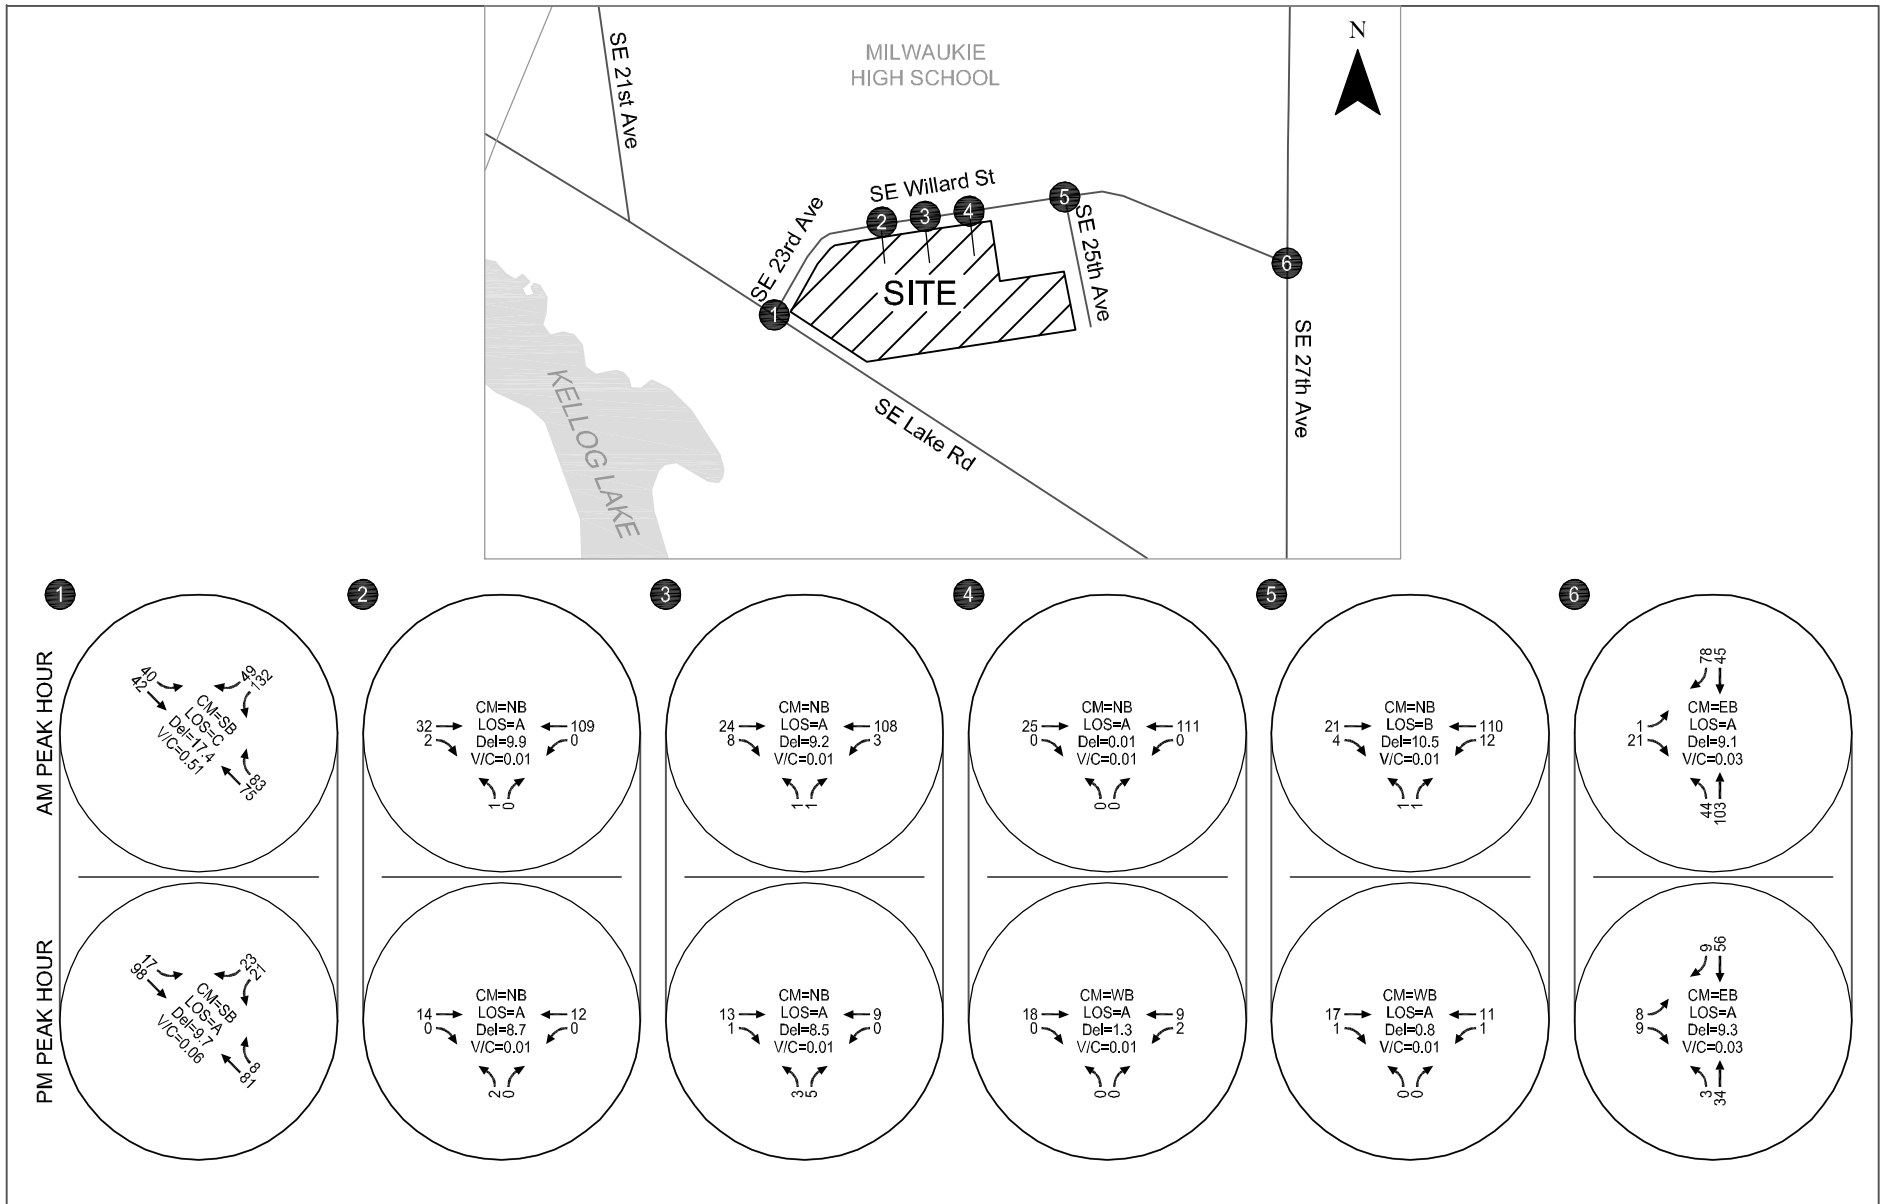 MILWAUKIE
HIGH SCHOOL
N
SE 21st Ave
SE Willard St
SE 23rd Ave
2
3
4
5
SE 25th Ave
6
1
SITE
SE 27th Ave
SE Lake Rd
KELLOG LAKE
1
2
3
4
5
6
AM PEAK HOUR
40
42
49
132
CM=SB
LOS=C
Del=17.4
V/C=0.51
83
75
CM=NB
32
LOS=A
109
2
Del=9.9
0
V/C=0.01
1
0
CM=NB
24
LOS=A
108
8
Del=9.2
3
V/C=0.01
1
1
CM=NB
25
LOS=A
111
0
Del=0.01
0
V/C=0.01
0
0
CM=NB
21
LOS=B
110
4
Del=10.5
12
V/C=0.01
1
1
78
45
CM=EB
1
LOS=A
21
Del=9.1
V/C=0.03
44
103
PM PEAK HOUR
17
98
23
21
CM=SB
LOS=A
Del=9.7
V/C=0.06
8
81
CM=NB
14
LOS=A
12
0
Del=8.7
0
V/C=0.01
2
0
CM=NB
13
LOS=A
9
1
Del=8.5
0
V/C=0.01
3
5
CM=WB
18
LOS=A
9
0
Del=1.3
2
V/C=0.01
0
0
CM=WB
17
LOS=A
11
1
Del=0.8
1
V/C=0.01
0
0
9
56
CM=EB
8
LOS=A
9
Del=9.3
V/C=0.03
3
34